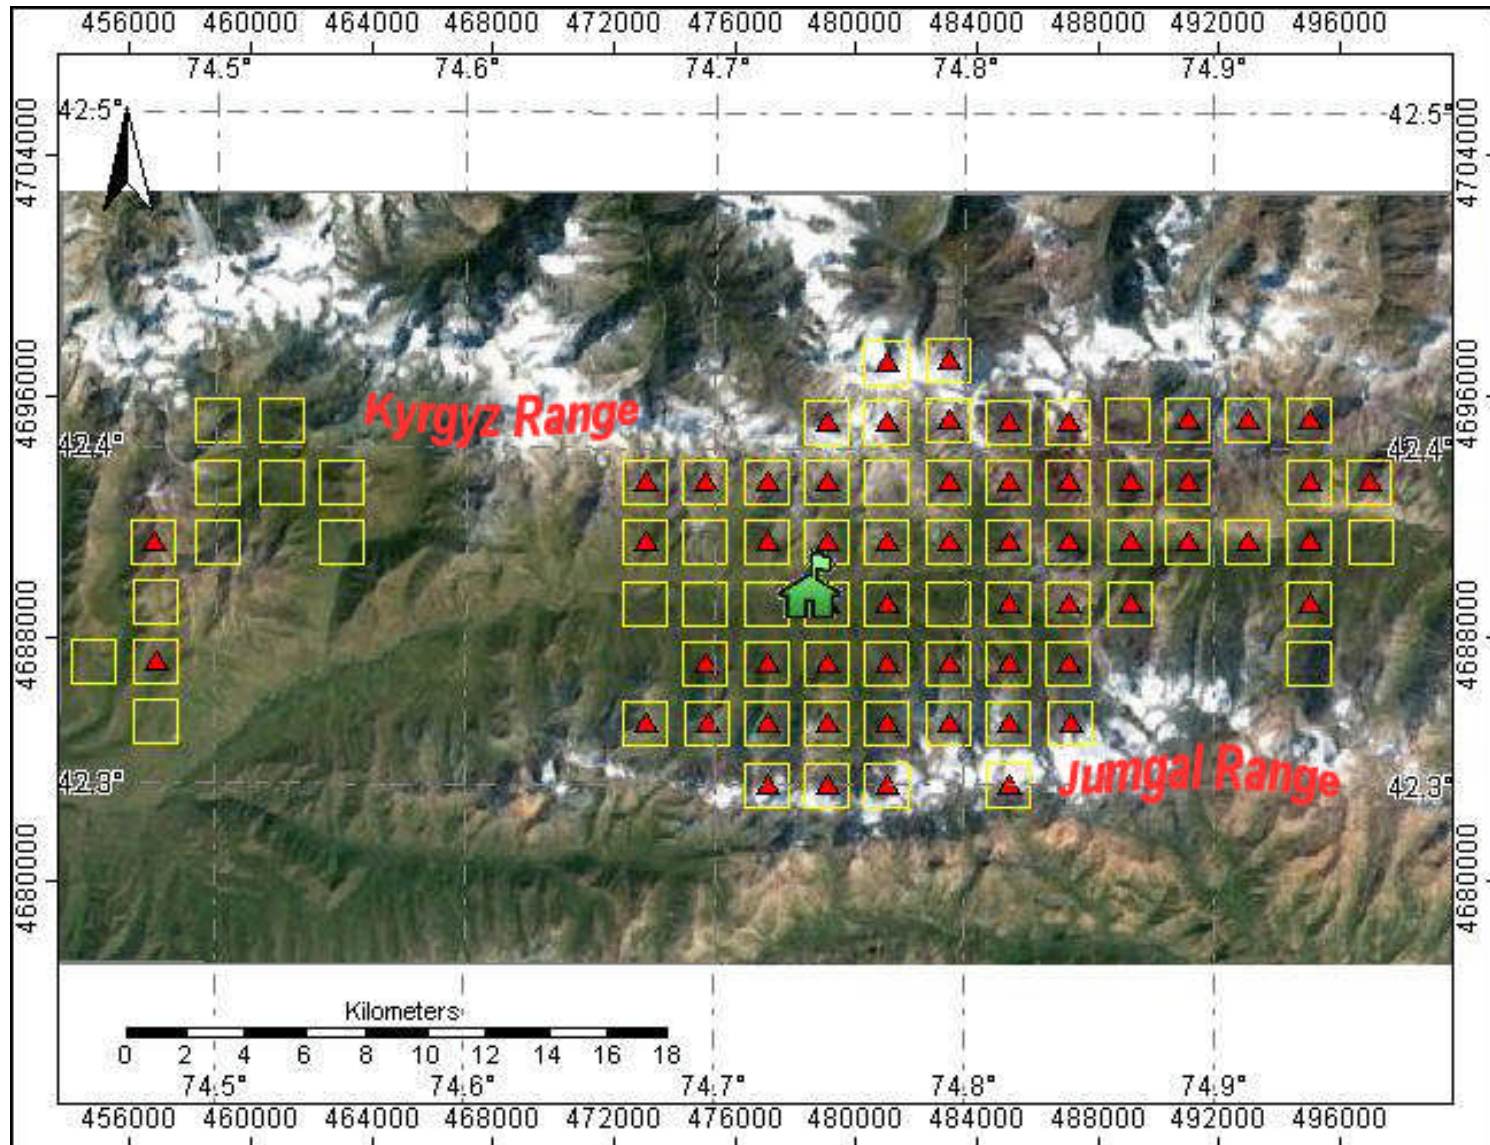 456000 460000 464000 468000 472000 476000 480000 484000 488000 492000 496000
74.5° 74.6° 74.7° 74.8° 74.9°
42.5° 42.5°
4704000 4704000
4696000 4696000
Kyrgyz Range
42.4° 42.4°
4688000 4688000
42.3° 42.3°
Jumgal Range
4680000 4680000
Kilometers
0 2 4 6 8 10 12 14 16 18
74.5° 74.6° 74.7° 74.8° 74.9°
456000 460000 464000 468000 472000 476000 480000 484000 488000 492000 496000